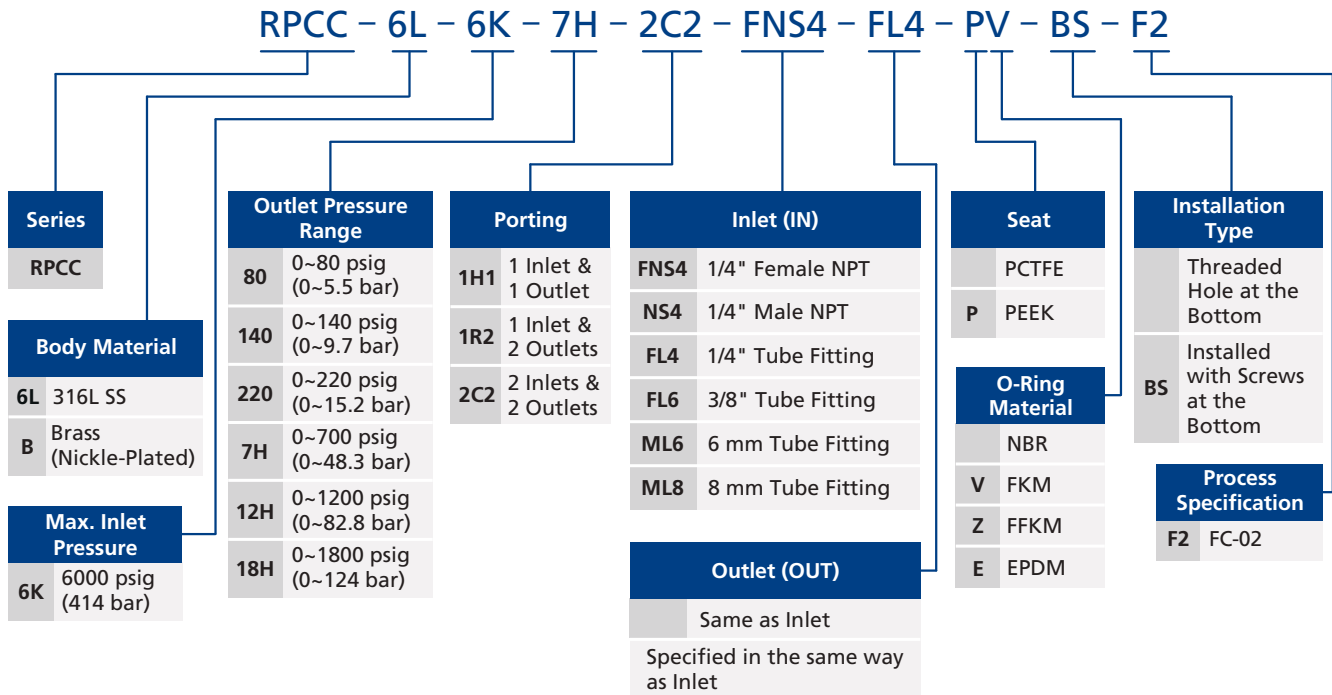 RPCC – 6L – 6K – 7H – 2C2 – FNS4 – FL4 – PV – BS – F2
Series
RPCC
Body Material
6L 316L SS
B Brass
(Nickle-Plated)
Max. Inlet
Pressure
6K 6000 psig
(414 bar)
Outlet Pressure
Range
80 0~80 psig
(0~5.5 bar)
140 0~140 psig
(0~9.7 bar)
220 0~220 psig
(0~15.2 bar)
7H 0~700 psig
(0~48.3 bar)
12H 0~1200 psig
(0~82.8 bar)
18H 0~1800 psig
(0~124 bar)
Porting
1H1 1 Inlet &
1 Outlet
1R2 1 Inlet &
2 Outlets
2C2 2 Inlets &
2 Outlets
Inlet (IN)
FNS4 1/4" Female NPT
NS4 1/4" Male NPT
FL4 1/4" Tube Fitting
FL6 3/8" Tube Fitting
ML6 6 mm Tube Fitting
ML8 8 mm Tube Fitting
Outlet (OUT)
Same as Inlet
Specified in the same way
as Inlet
Seat
PCTFE
P PEEK
O-Ring
Material
NBR
V FKM
Z FFKM
E EPDM
Installation
Type
Threaded
Hole at the
Bottom
BS Installed
with Screws
at the
Bottom
Process
Specification
F2 FC-02